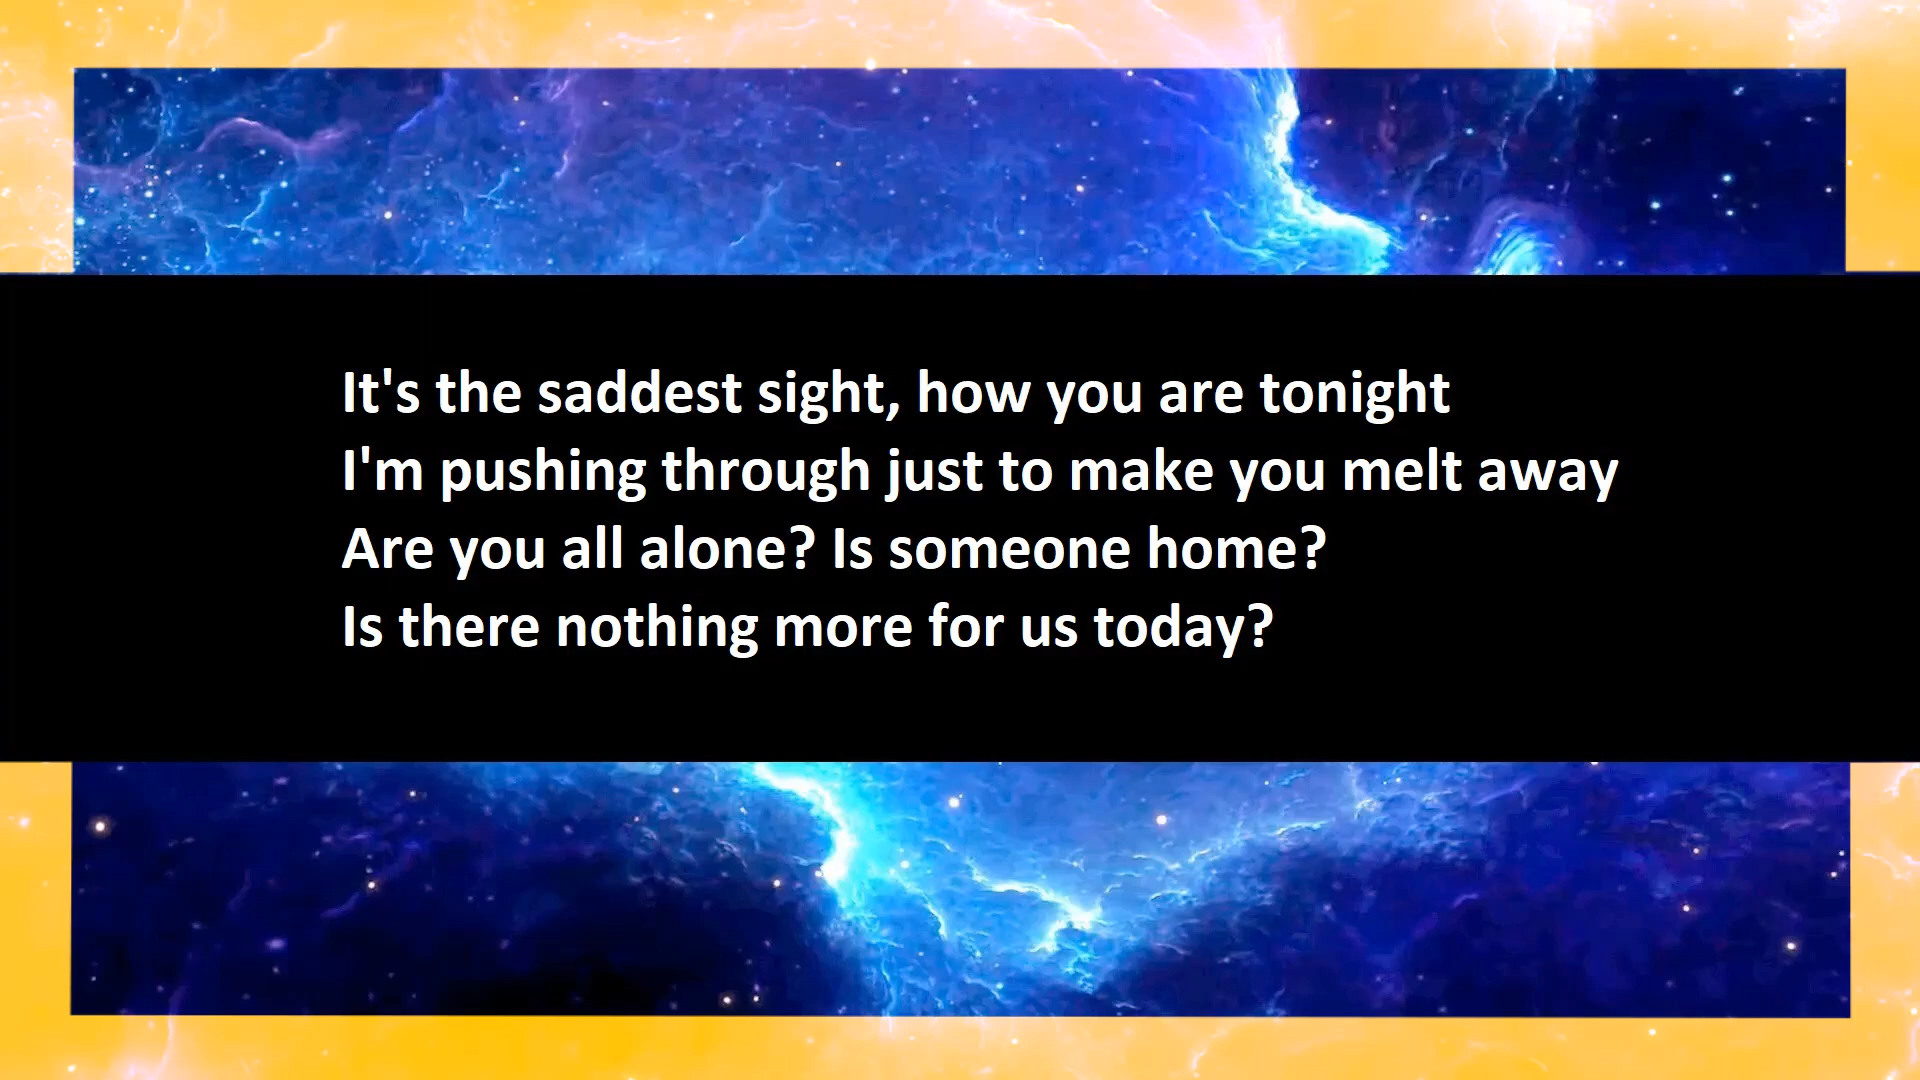 It's the saddest sight, how you are tonight
I'm pushing through just to make you melt away
Are you all alone? Is someone home?
Is there nothing more for us today?